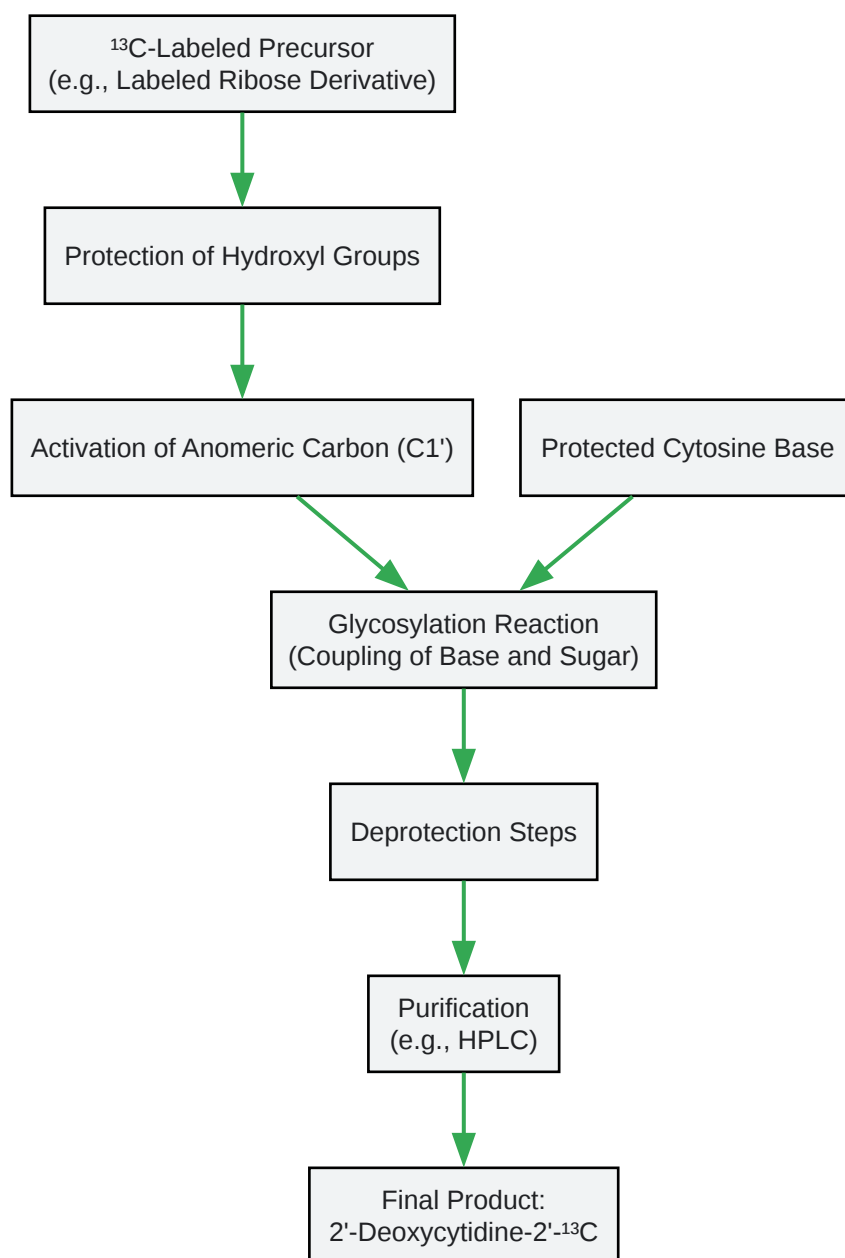 ¹³C-Labeled Precursor
(e.g., Labeled Ribose Derivative)
Protection of Hydroxyl Groups
Activation of Anomeric Carbon (C1')
Protected Cytosine Base
Glycosylation Reaction
(Coupling of Base and Sugar)
Deprotection Steps
Purification
(e.g., HPLC)
Final Product:
2'-Deoxycytidine-2'-¹³C